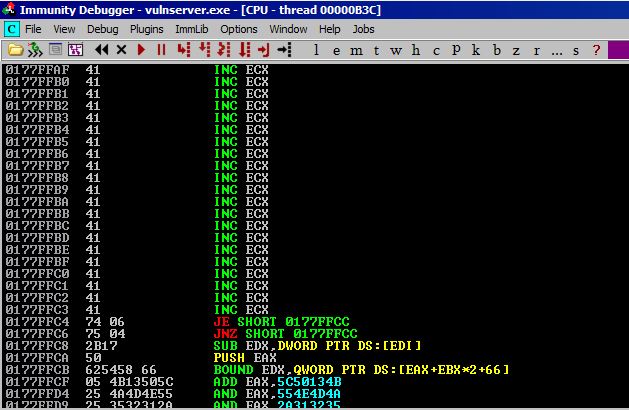 Immunity Debugger - vulnserver.exe - [CPU - thread 00000B3C]
C File View Debug Plugins ImmLib Options Window Help Jobs
l e m t w h c p k b z r ... s ?
0177FFAF 41 INC ECX
0177FFB0 41 INC ECX
0177FFB1 41 INC ECX
0177FFB2 41 INC ECX
0177FFB3 41 INC ECX
0177FFB4 41 INC ECX
0177FFB5 41 INC ECX
0177FFB6 41 INC ECX
0177FFB7 41 INC ECX
0177FFB8 41 INC ECX
0177FFB9 41 INC ECX
0177FFBA 41 INC ECX
0177FFBB 41 INC ECX
0177FFBC 41 INC ECX
0177FFBD 41 INC ECX
0177FFBE 41 INC ECX
0177FFBF 41 INC ECX
0177FFC0 41 INC ECX
0177FFC1 41 INC ECX
0177FFC2 41 INC ECX
0177FFC3 41 INC ECX
0177FFC4 74 06 JE SHORT 0177FFCC
0177FFC6 75 04 JNZ SHORT 0177FFCC
0177FFC8 2B17 SUB EDX,DWORD PTR DS:[EDI]
0177FFCA 50 PUSH EAX
0177FFCB 625458 66 BOUND EDX,QWORD PTR DS:[EAX+EBX*2+66]
0177FFCF 05 4B13505C ADD EAX,5C50134B
0177FFD4 25 4A4D4E55 AND EAX,554E4D4A
0177FFD9 25 3532312A AND EAX,2A313235